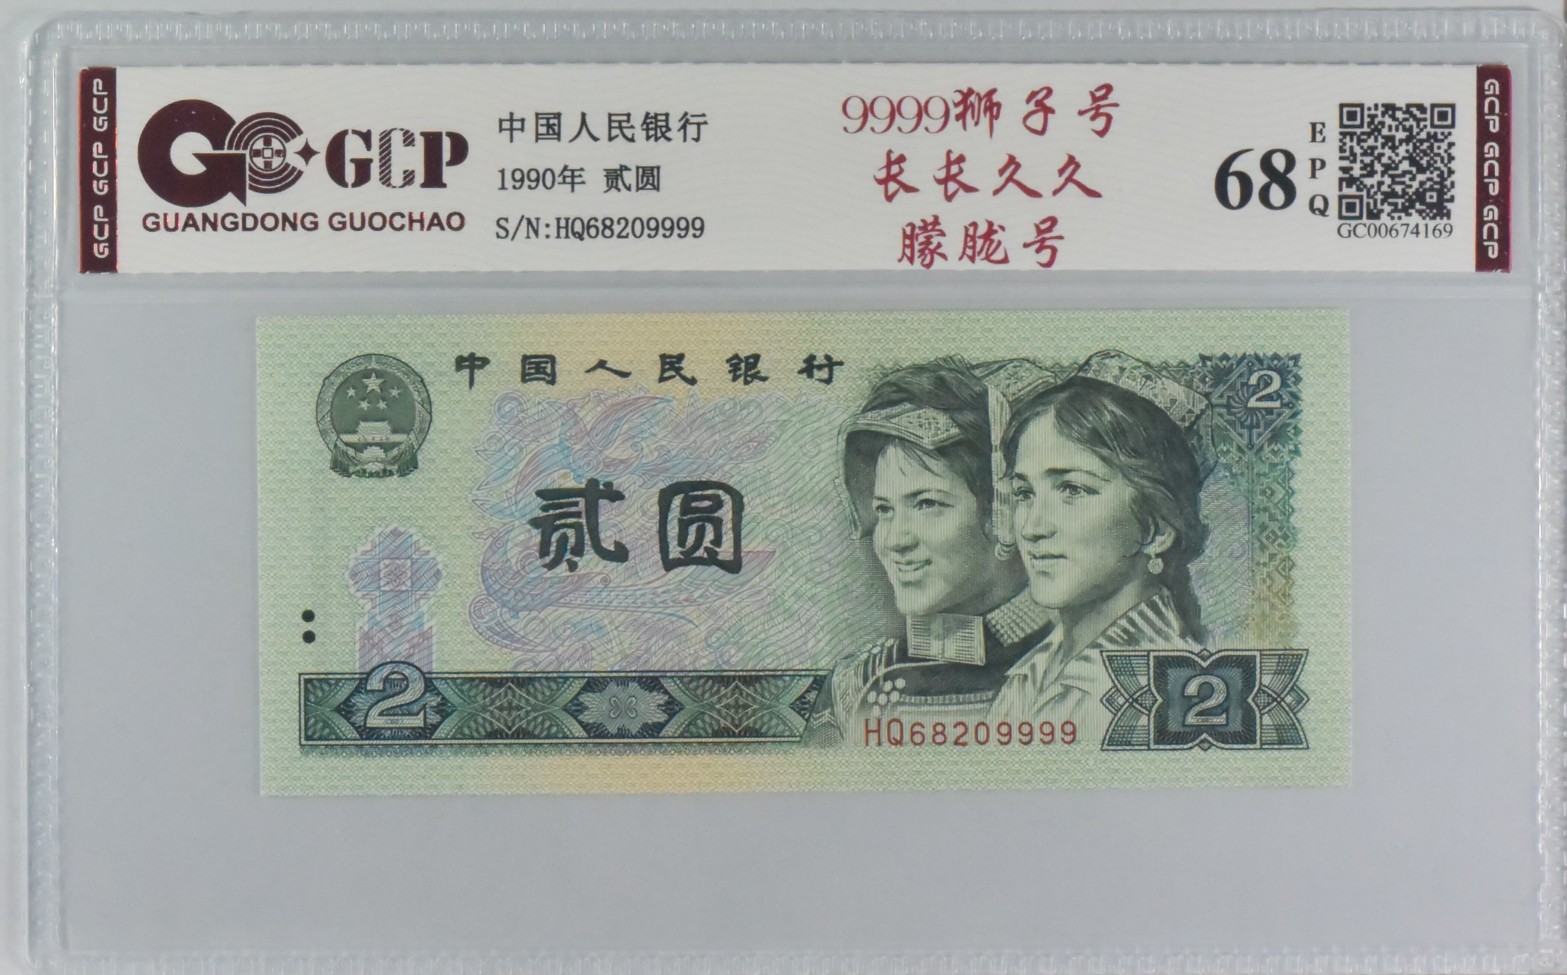 GCP GCP GCP
GCP
GUANGDONG GUOCHAO
中国人民银行
1990年 贰圆
S/N:HQ68209999
9999狮子号
长长久久
朦胧号
68
EPQ
GC00674169
GCP GCP GCP
中国人民银行
2
贰圆
2
HQ68209999
2